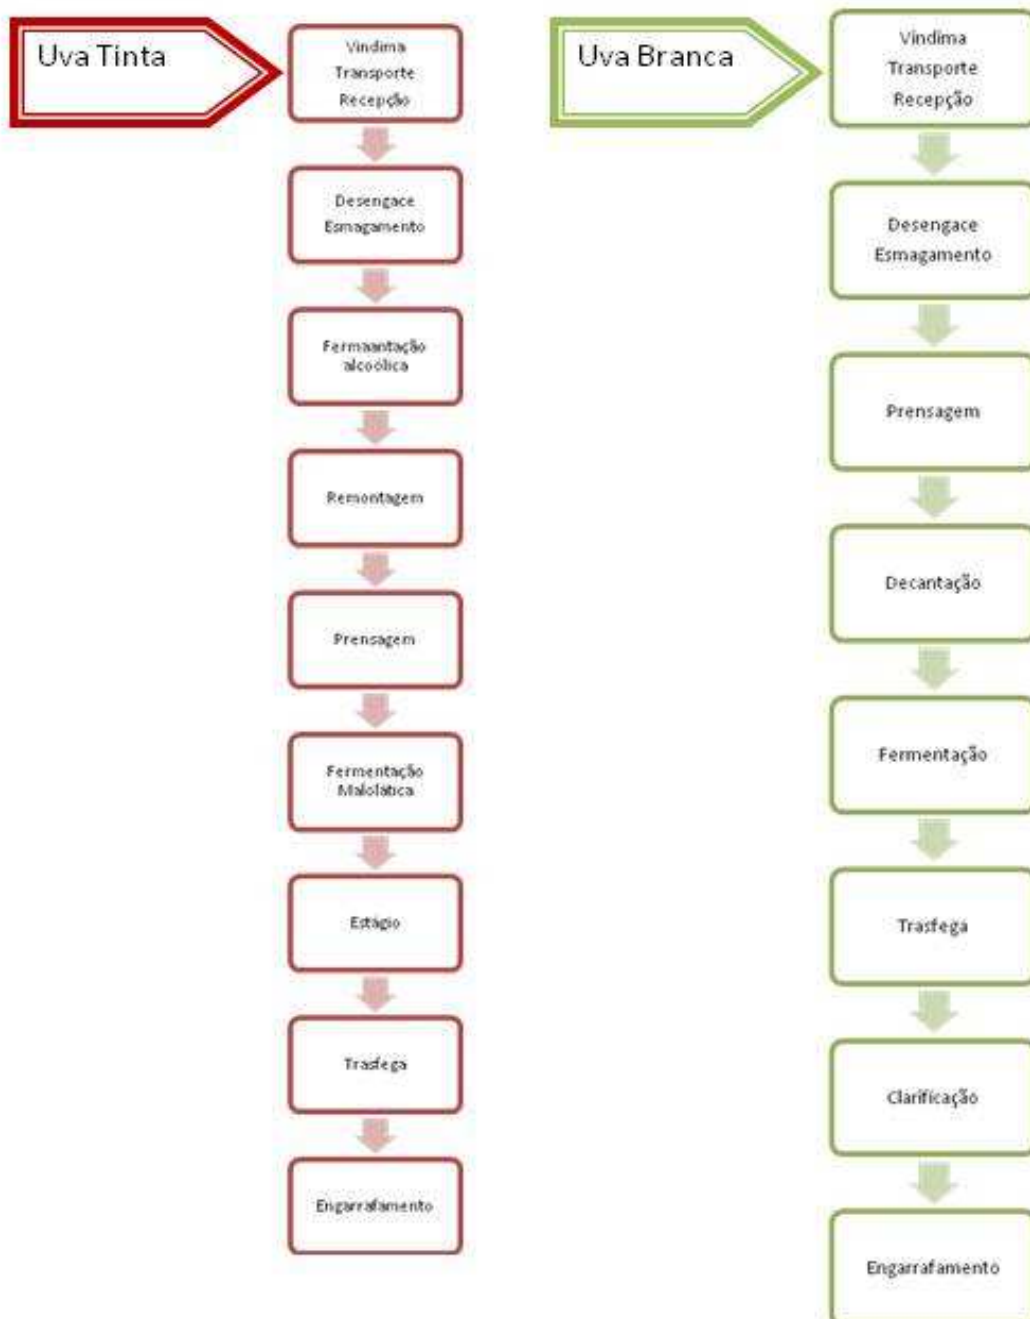 Uva Tinta
Vindima
Transporte
Recepção
Desengace
Esmagamento
Fermaantação
alcoólica
Remontagem
Prensagem
Fermentação
Malolática
Estágio
Trasfega
Engarrafamento
Uva Branca
Vindima
Transporte
Recepção
Desengace
Esmagamento
Prensagem
Decantação
Fermentação
Trasfega
Clarificação
Engarrafamento